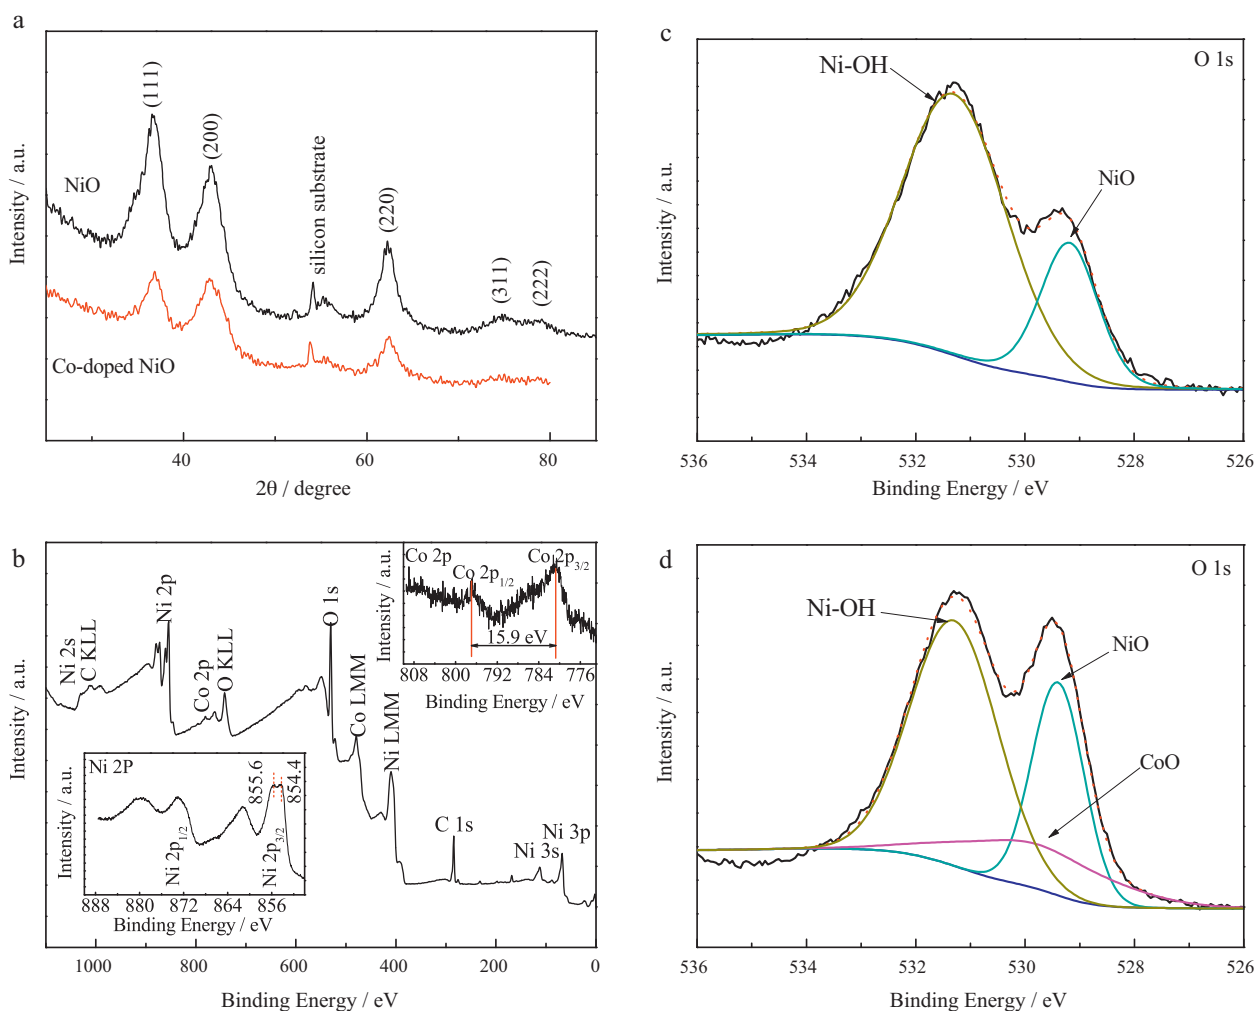 a
Intensity / a.u.
NiO
Co-doped NiO
(111)
(200)
silicon substrate
(220)
(311)
(222)
40
60
80
2θ / degree
b
Intensity / a.u.
Ni 2s
C KLL
Ni 2p
Co 2p
O KLL
O 1s
Co LMM
Ni LMM
C 1s
Ni 3s
Ni 3p
1000
800
600
400
200
0
Binding Energy / eV
Co 2p
Co 2p1/2
Co 2p3/2
15.9 eV
Intensity / a.u.
808
800
792
784
776
Binding Energy / eV
Ni 2P
855.6
854.4
Ni 2p1/2
Ni 2p3/2
Intensity / a.u.
888
880
872
864
856
Binding Energy / eV
c
O 1s
Ni-OH
NiO
Intensity / a.u.
536
534
532
530
528
526
Binding Energy / eV
d
O 1s
Ni-OH
NiO
CoO
Intensity / a.u.
536
534
532
530
528
526
Binding Energy / eV